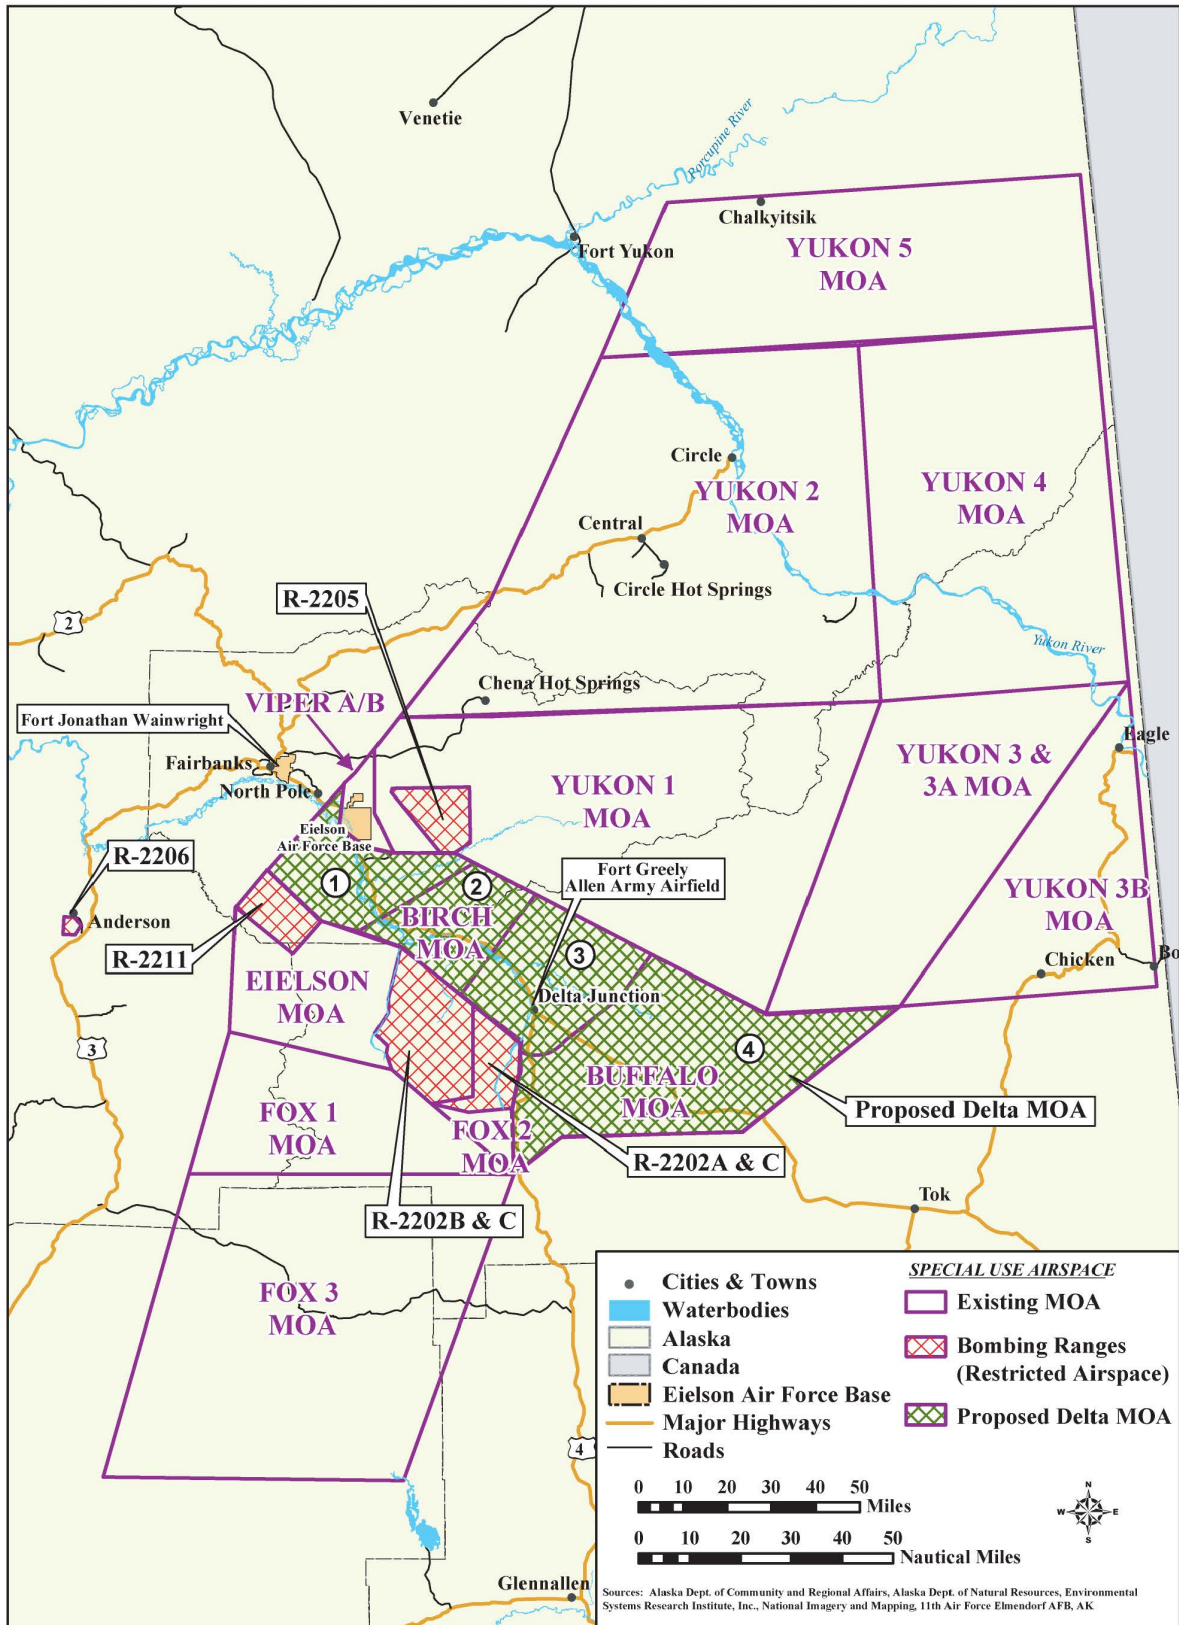 Venetie
Porcupine River
Chalkyitsik
Fort Yukon
YUKON 5
MOA
Circle
YUKON 2
MOA
YUKON 4
MOA
Central
Circle Hot Springs
R-2205
2
Yukon River
Chena Hot Springs
VIPER A/B
Fort Jonathan Wainwright
Eagle
Fairbanks
North Pole
YUKON 1
MOA
YUKON 3 &
3A MOA
Eielson
Air Force Base
R-2206
Fort Greely
Allen Army Airfield
1
2
YUKON 3B
MOA
Anderson
BIRCH
MOA
3
R-2211
Chicken
Bo
EIELSON
MOA
Delta Junction
3
4
BUFFALO
MOA
Proposed Delta MOA
FOX 1
MOA
FOX 2
MOA
R-2202A & C
Tok
R-2202B & C
FOX 3
MOA
4
Glennallen
Cities & Towns
Waterbodies
Alaska
Canada
Eielson Air Force Base
Major Highways
Roads
SPECIAL USE AIRSPACE
Existing MOA
Bombing Ranges
(Restricted Airspace)
Proposed Delta MOA
0 10 20 30 40 50
Miles
0 10 20 30 40 50
Nautical Miles
N
W E
S
Sources: Alaska Dept. of Community and Regional Affairs, Alaska Dept. of Natural Resources, Environmental
Systems Research Institute, Inc., National Imagery and Mapping, 11th Air Force Elmendorf AFB, AK